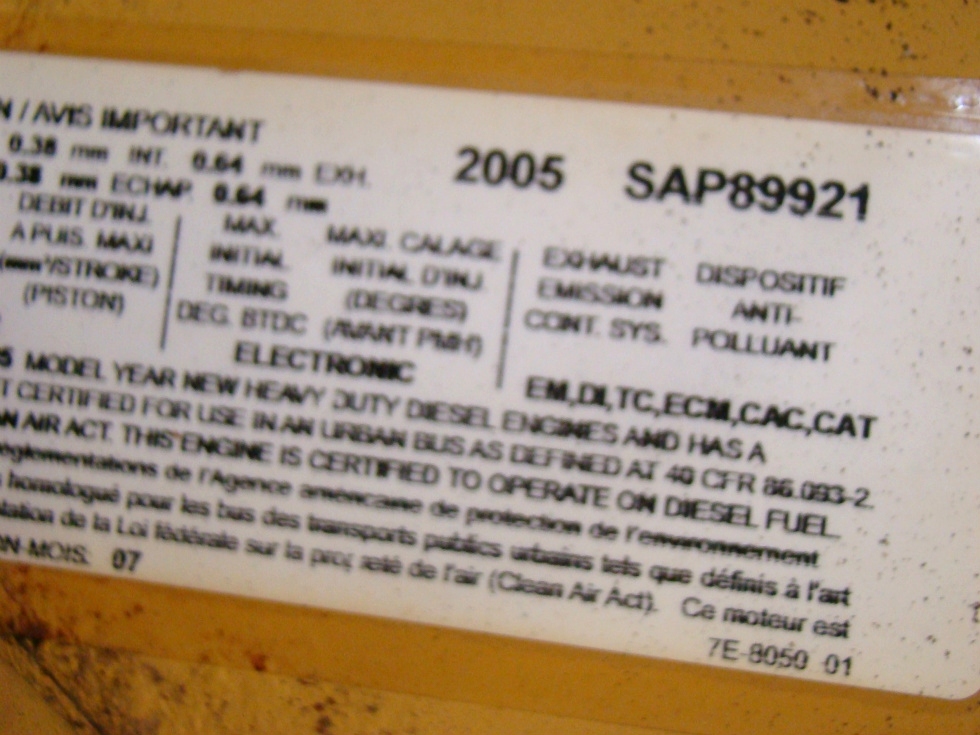 N / AVIS IMPORTANT
0.38 mm INT. 0.64 mm EXH.
0.38 mm ECHAP. 0.64 mm
2005 SAP89921
DEBIT D'INJ.
A PUIS. MAXI
(mm³/STROKE)
(PISTON)
MAX.
INITIAL
TIMING
DEG. BTDC
MAXI. CALAGE
INITIAL D'INJ.
(DEGRES)
(AVANT PMH)
EXHAUST
EMISSION
CONT. SYS.
DISPOSITIF
ANTI-
POLLUANT
ELECTRONIC
EM,DI,TC,ECM,CAC,CAT
5 MODEL YEAR NEW HEAVY DUTY DIESEL ENGINES AND HAS A
T CERTIFIED FOR USE IN AN URBAN BUS AS DEFINED AT 40 CFR 86.093-2.
N AIR ACT. THIS ENGINE IS CERTIFIED TO OPERATE ON DIESEL FUEL.
églementations de l'Agence américaine de protection de l'environnement
homologué pour les bus des transports publics urbains tels que définis à l'art
tation de la Loi fédérale sur la propreté de l'air (Clean Air Act). Ce moteur est
ON-MOIS: 07
7E-8050 01